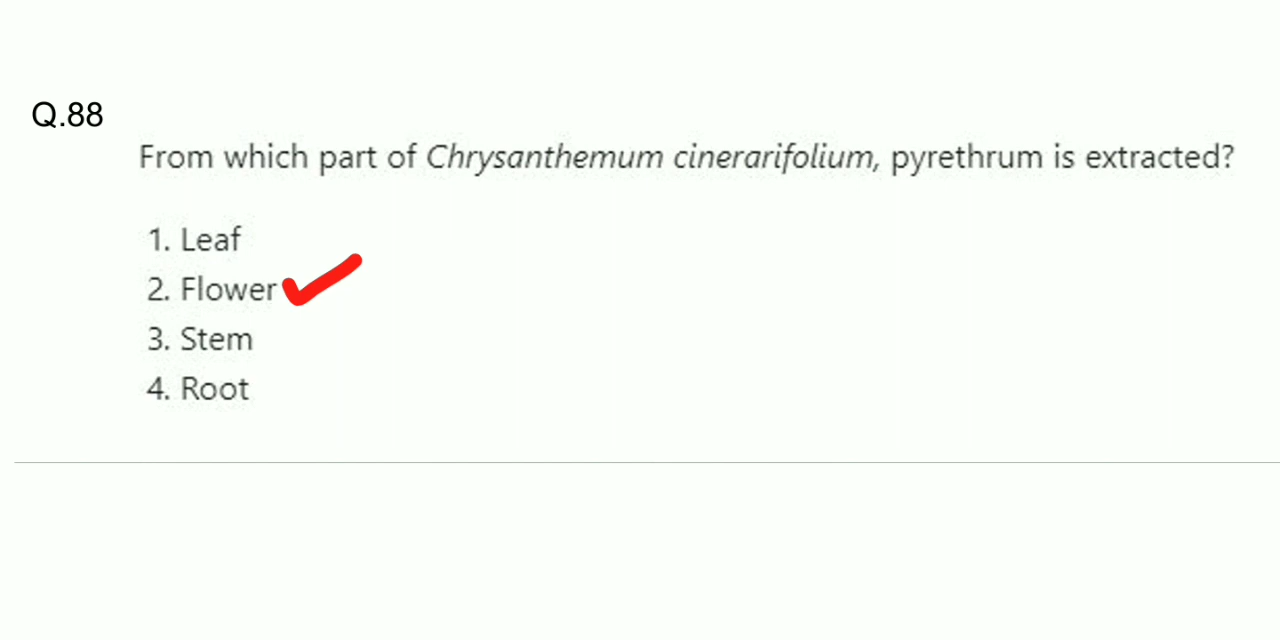 Q.88
From which part of Chrysanthemum cinerarifolium, pyrethrum is extracted?
1. Leaf
2. Flower
3. Stem
4. Root